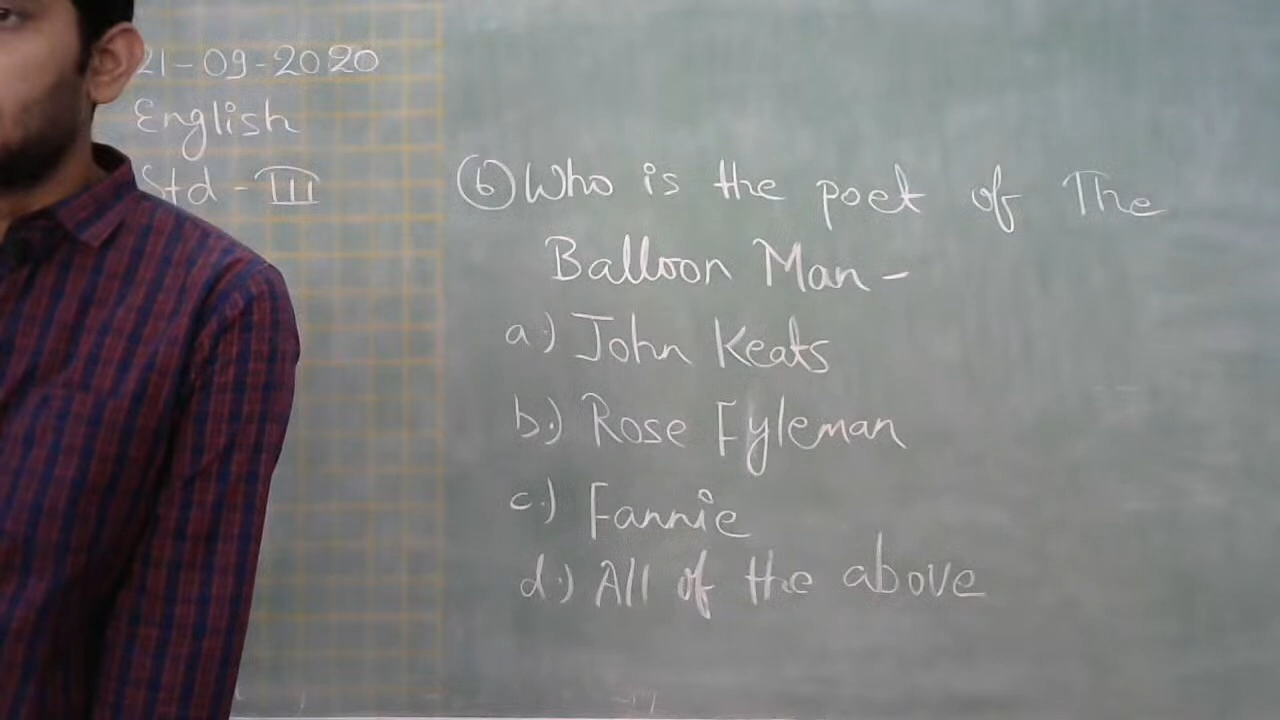 21-09-2020
English
Std - III
6 Who is the poet of The
Balloon Man -
a.) John Keats
b.) Rose Fyleman
c.) Fannie
d.) All of the above